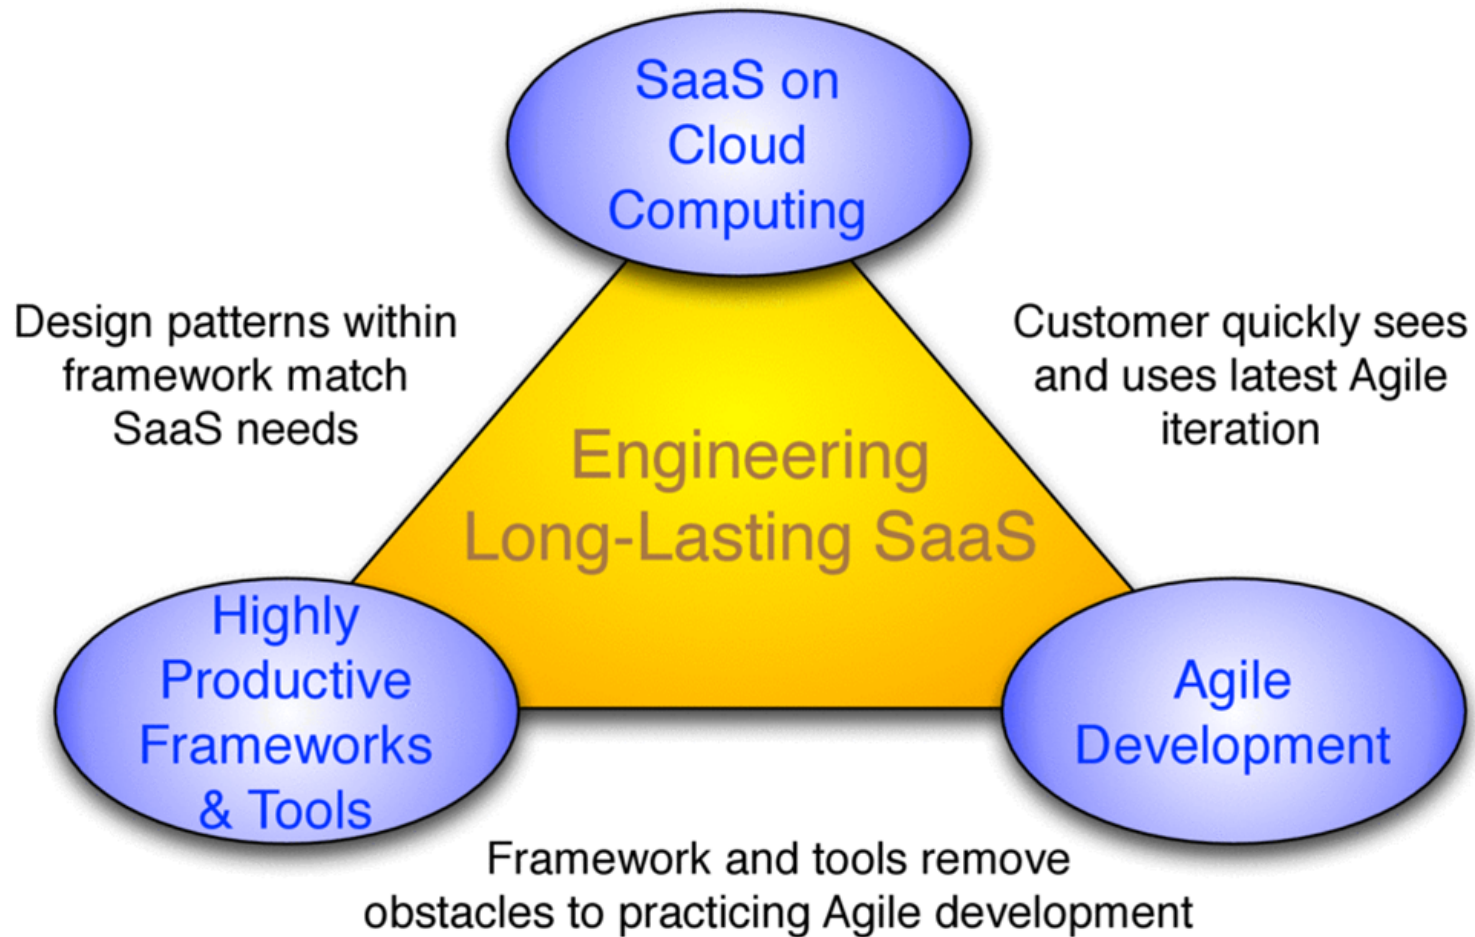 SaaS on
Cloud
Computing
Design patterns within
framework match
SaaS needs
Customer quickly sees
and uses latest Agile
iteration
Engineering
Long-Lasting SaaS
Highly
Productive
Frameworks
& Tools
Agile
Development
Framework and tools remove
obstacles to practicing Agile development